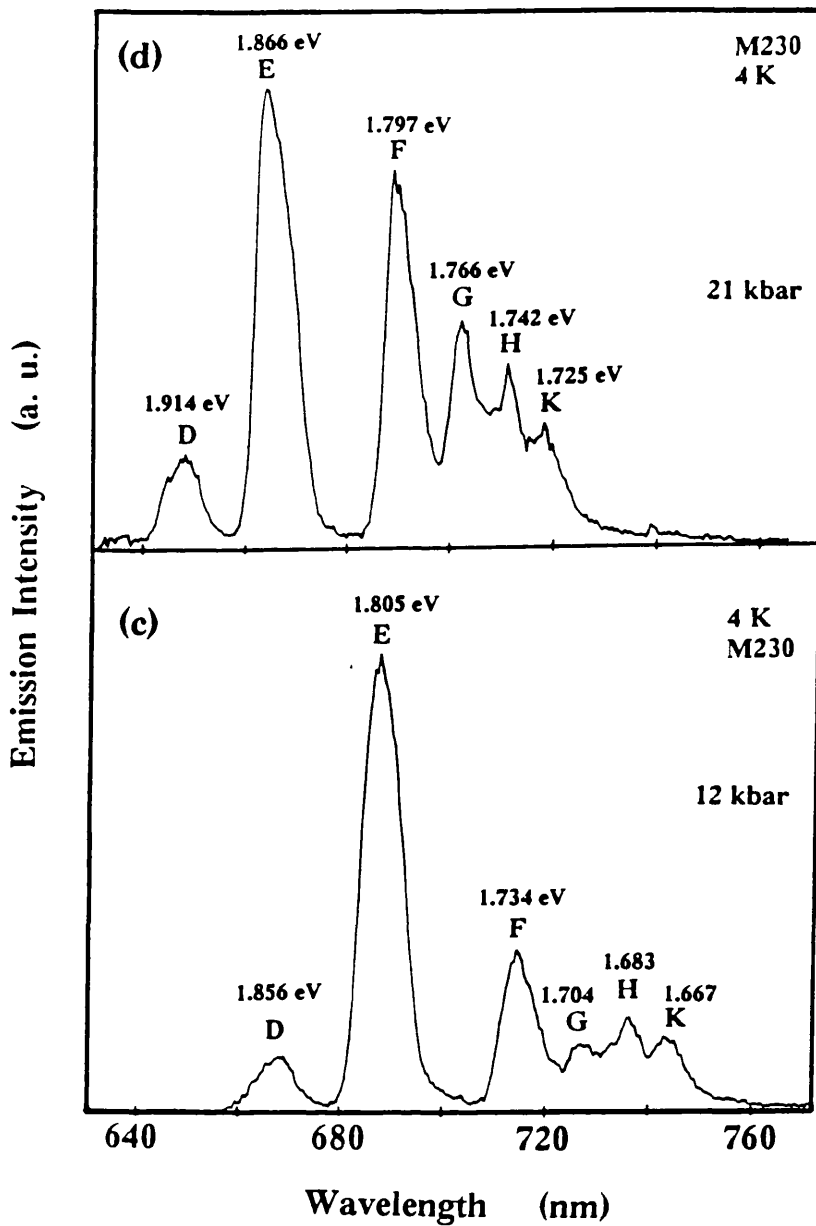 (d)
1.866 eV
E
M230
4 K
1.797 eV
F
1.766 eV
G
21 kbar
1.742 eV
H
1.725 eV
K
1.914 eV
D
Emission Intensity (a. u.)
(c)
1.805 eV
E
4 K
M230
12 kbar
1.734 eV
F
1.683
H
1.704
G
1.667
K
1.856 eV
D
640
680
720
760
Wavelength (nm)